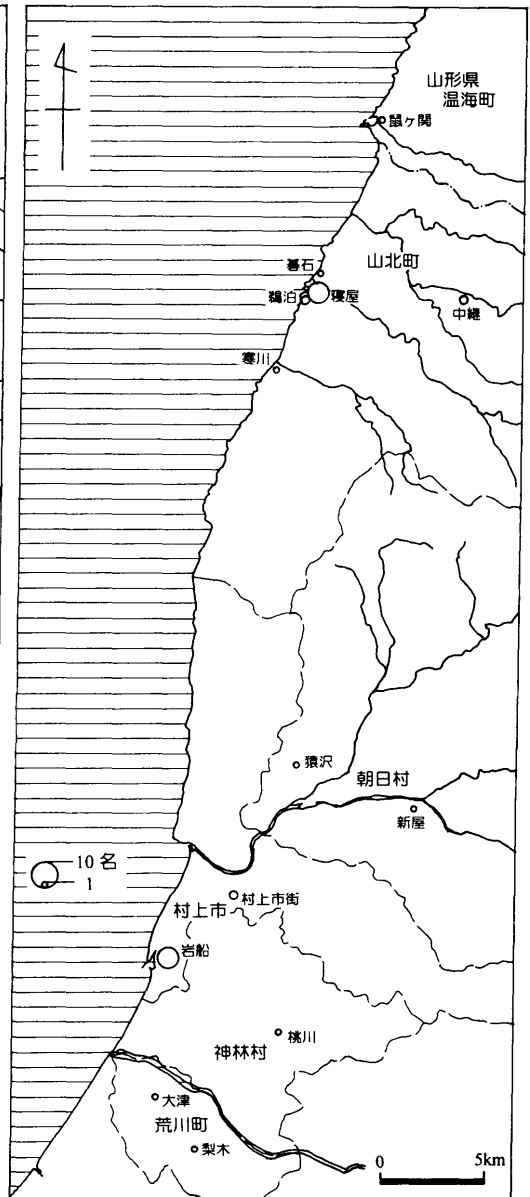 山形県
温海町
鼠ヶ関
山北町
碁石
鵜泊
寝屋
中継
寒川
猿沢
朝日村
新屋
10名
1
村上市街
村上市
岩船
桃川
神林村
大津
荒川町
梨木
0 5km